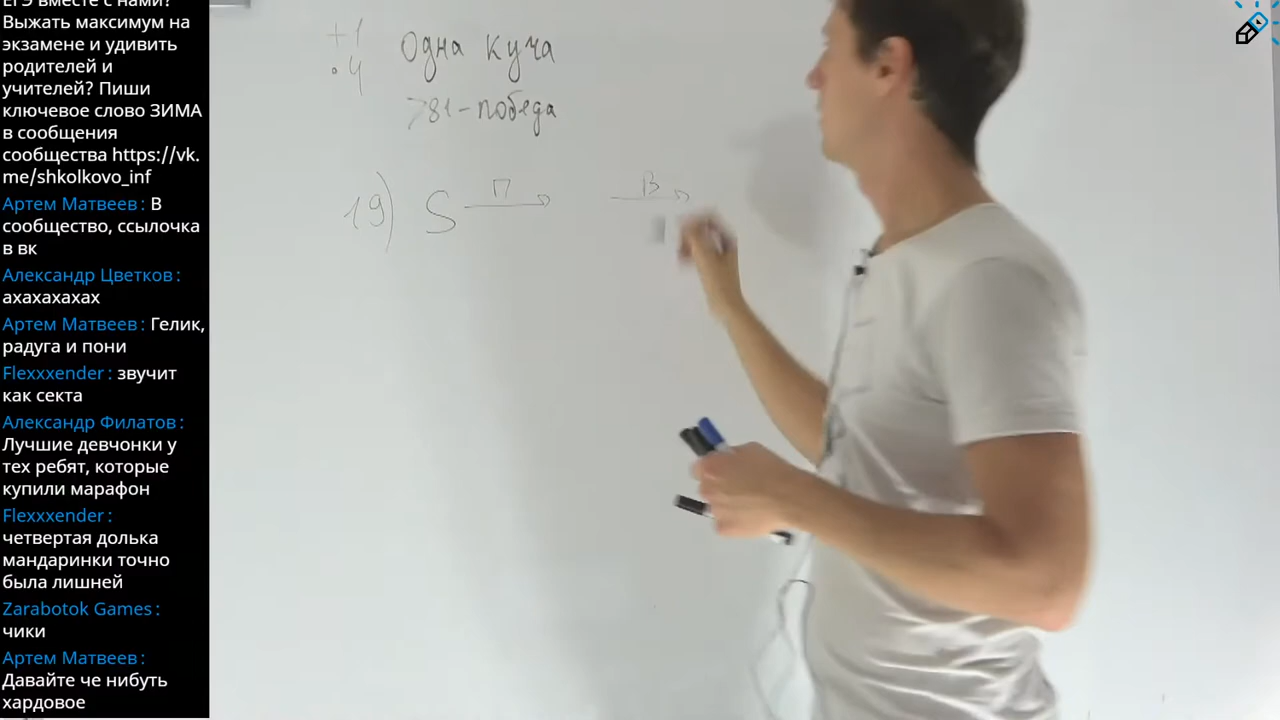 ЕГЭ вместе с нами?
Выжать максимум на
экзамене и удивить
родителей и
учителей? Пиши
ключевое слово ЗИМА
в сообщения
сообщества https://vk.
me/shkolkovo_inf
Артем Матвеев: В
сообщество, ссылочка
в вк
Александр Цветков:
ахахахахах
Артем Матвеев: Гелик,
радуга и пони
Flexxxender: звучит
как секта
Александр Филатов:
Лучшие девчонки у
тех ребят, которые
купили марафон
Flexxxender:
четвертая долька
мандаринки точно
была лишней
Zarabotok Games:
чики
Артем Матвеев:
Давайте че нибуть
хардовое
+1
·4
Одна куча
>81-победа
19) S П В